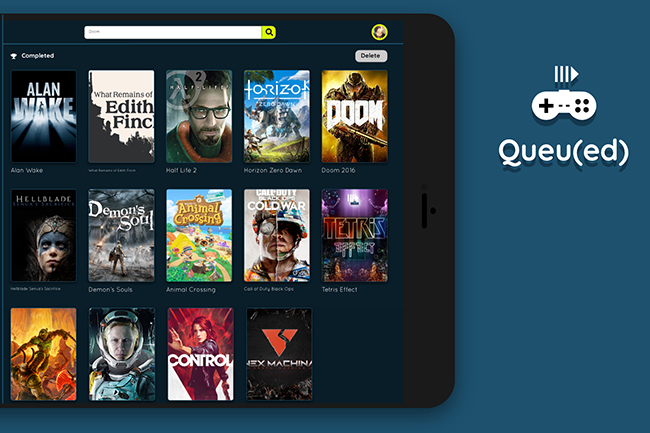 Doom
Completed
Delete
ALAN
WAKE
What Remains of
Edith
Finch
2
HALF-LIFE
HORIZON
ZERO DAWN
DOOM
Alan Wake
What Remains of Edith Finch
Half Life 2
Horizon Zero Dawn
Doom 2016
Queu(ed)
HELLBLADE
SENUA'S SACRIFICE
Demon's
Souls
Animal
Crossing
CALL OF DUTY
BLACK OPS
COLD WAR
TETRIS
EFFECT
Hellblade Senua's Sacrifice
Demon's Souls
Animal Crossing
Call of Duty Black Ops
Tetris Effect
CONTROL
NEX MACHINA